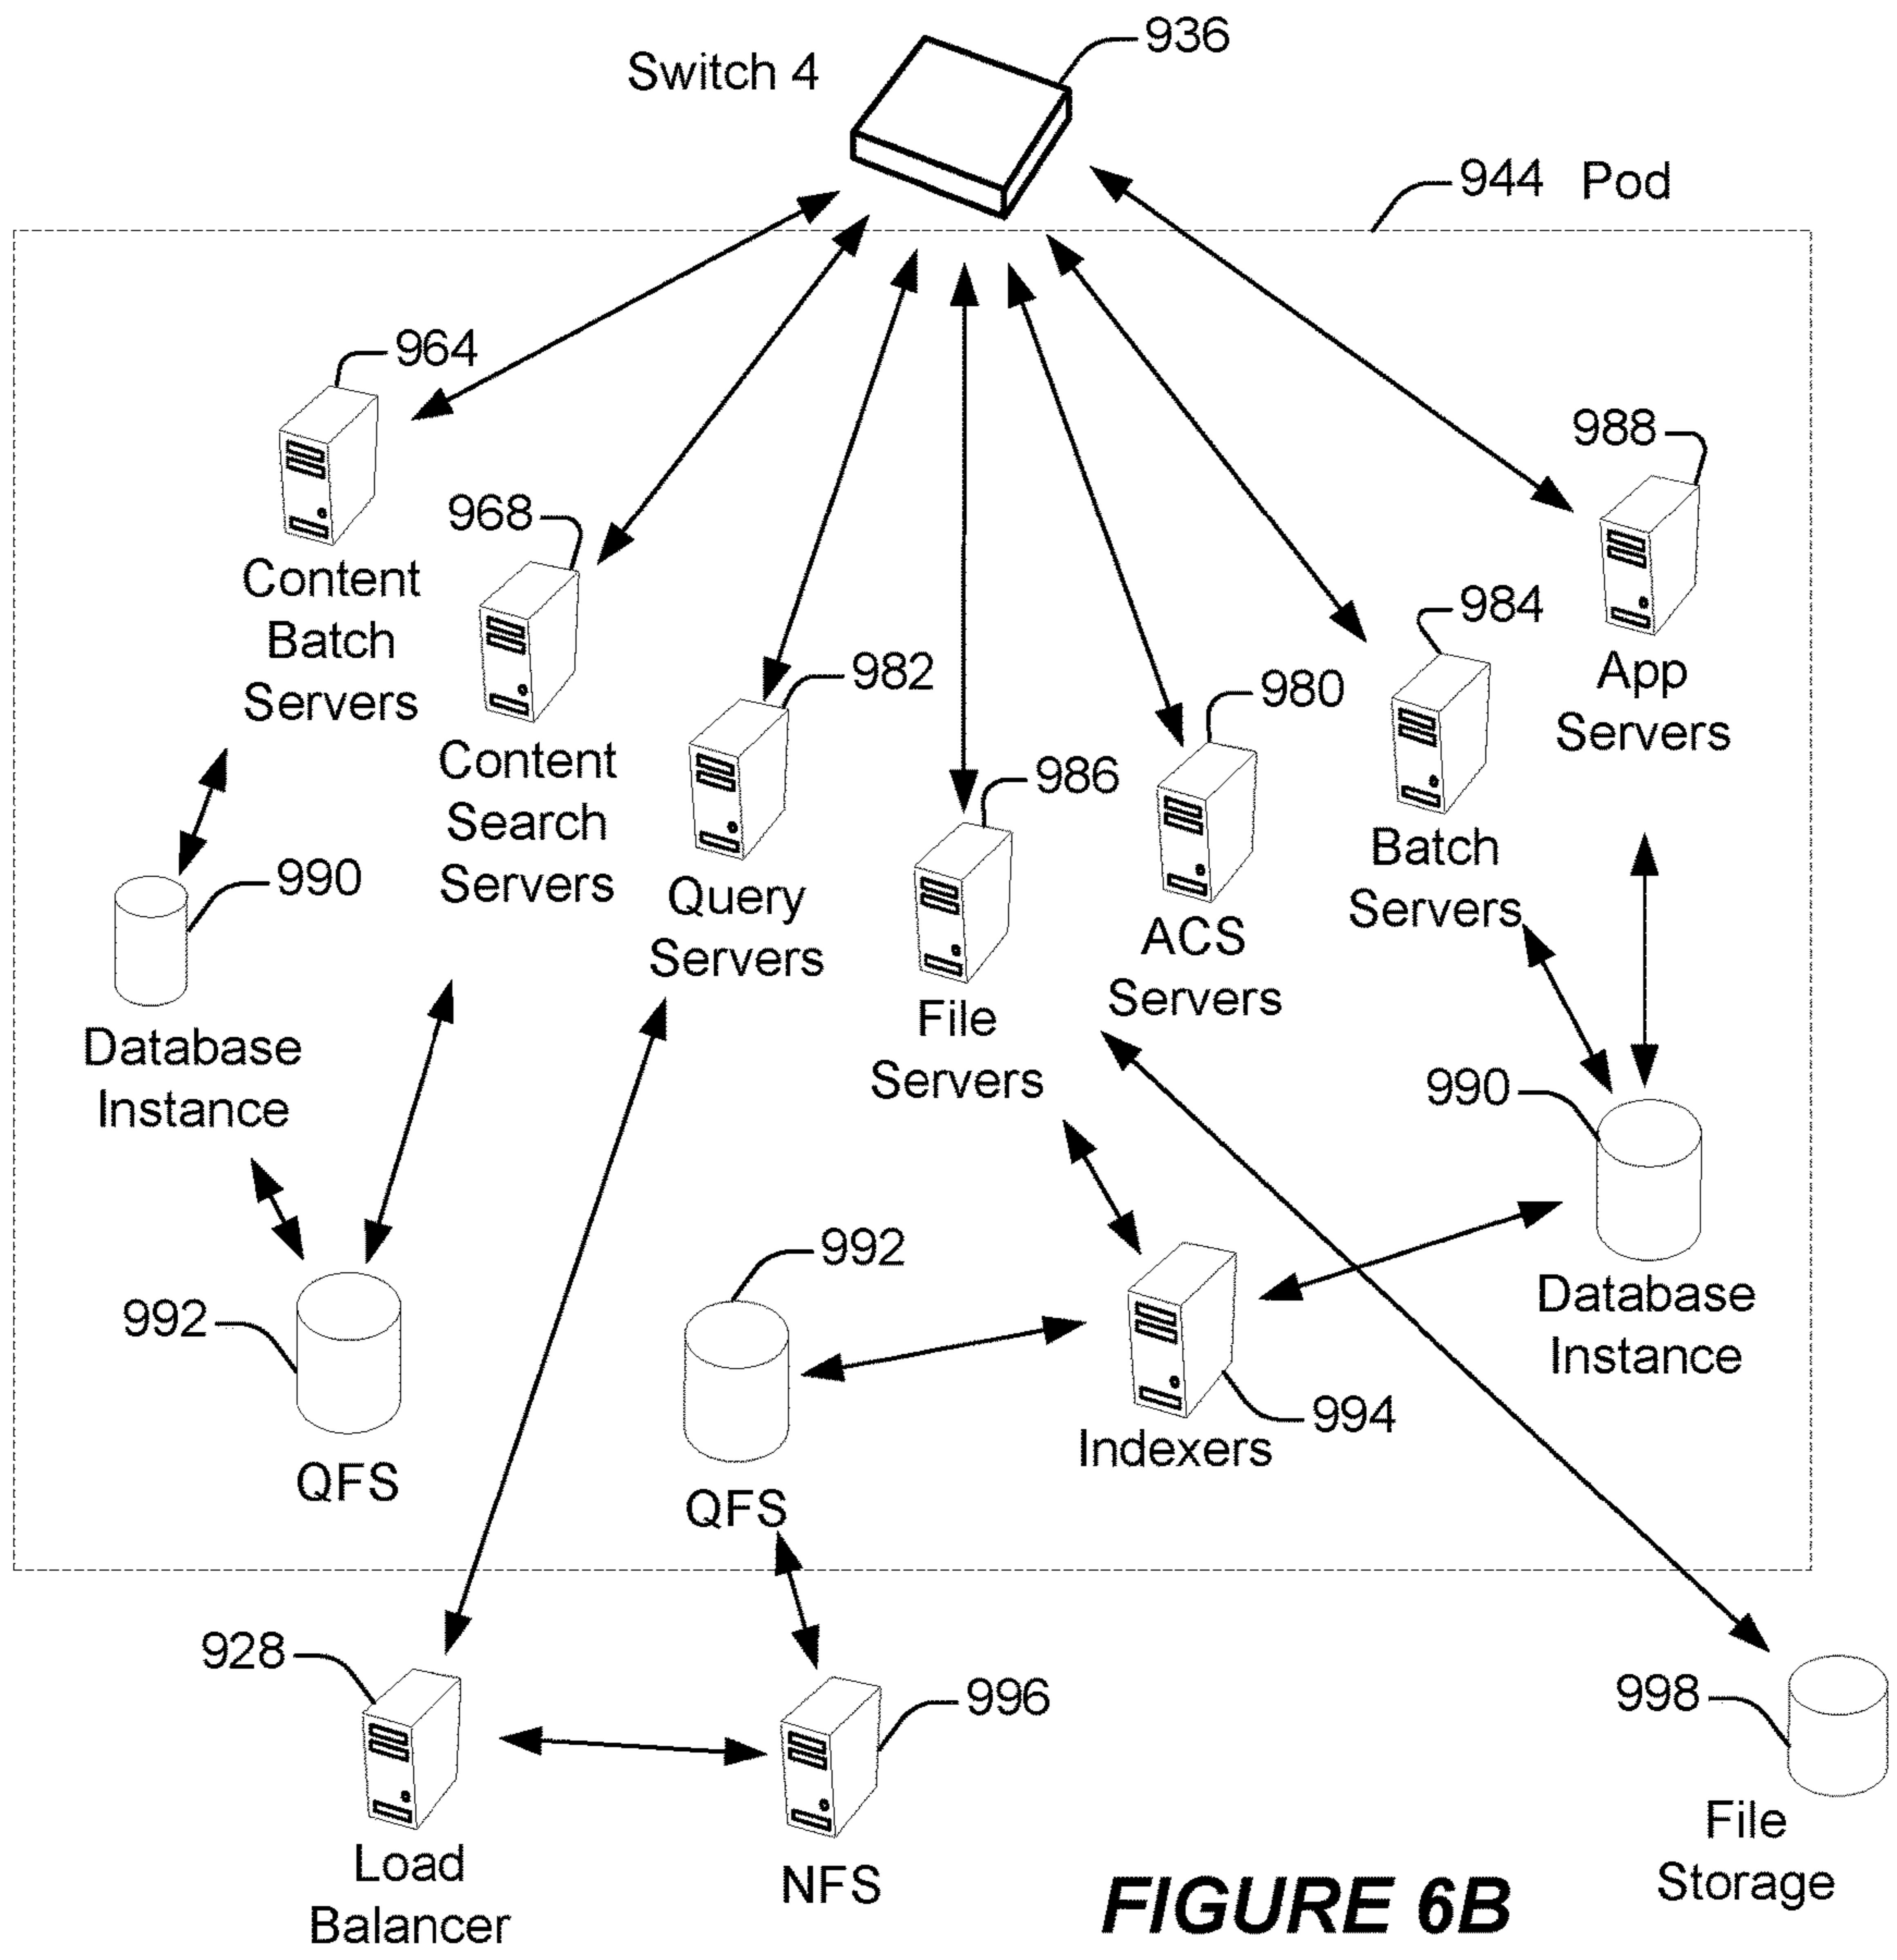 936
Switch 4
944 Pod
964
988
968
Content
Batch
Servers
984
982
980
App
Servers
Content
Search
Servers
986
Batch
Servers
990
Query
Servers
ACS
Servers
File
Servers
Database
Instance
990
992
992
Database
Instance
994
Indexers
QFS
QFS
928
996
998
File
Storage
Load
Balancer
NFS
FIGURE 6B